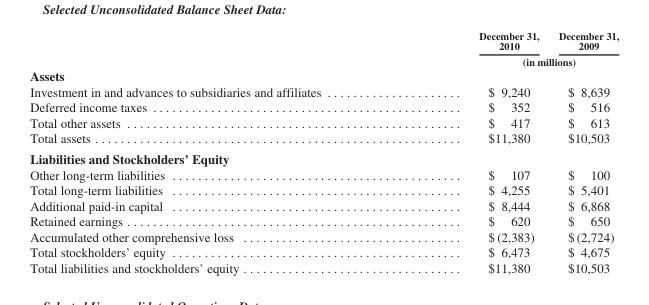 Selected Unconsolidated Balance Sheet Data:
December 31, December 31,
2010 2009
(in millions)
Assets
Investment in and advances to subsidiaries and affiliates ..................... $ 9,240 $ 8,639
Deferred income taxes ............................................. $ 352 $ 516
Total other assets ................................................. $ 417 $ 613
Total assets ..................................................... $11,380 $10,503
Liabilities and Stockholders’ Equity
Other long-term liabilities .......................................... $ 107 $ 100
Total long-term liabilities .......................................... $ 4,255 $ 5,401
Additional paid-in capital .......................................... $ 8,444 $ 6,868
Retained earnings ................................................. $ 620 $ 650
Accumulated other comprehensive loss ................................. $(2,383) $(2,724)
Total stockholders’ equity .......................................... $ 6,473 $ 4,675
Total liabilities and stockholders’ equity ................................ $11,380 $10,503